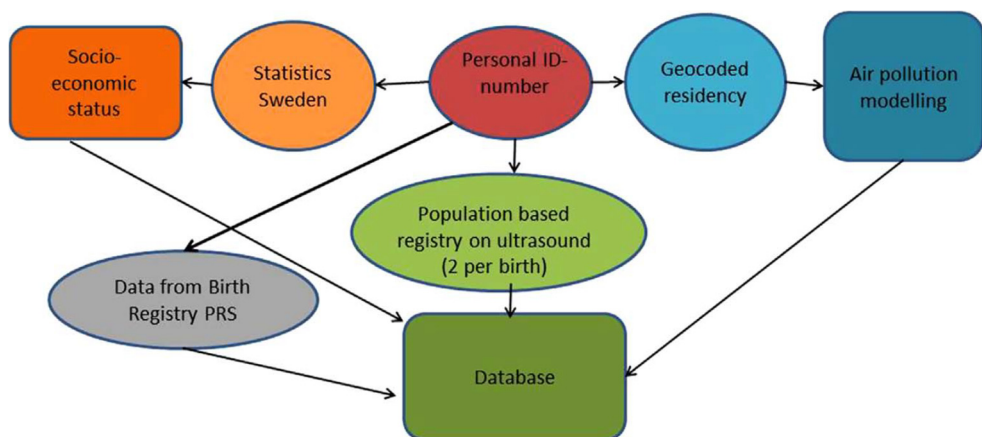 Socio-
economic
status
Statistics
Sweden
Personal ID-
number
Geocoded
residency
Air pollution
modelling
Population based
registry on ultrasound
(2 per birth)
Data from Birth
Registry PRS
Database